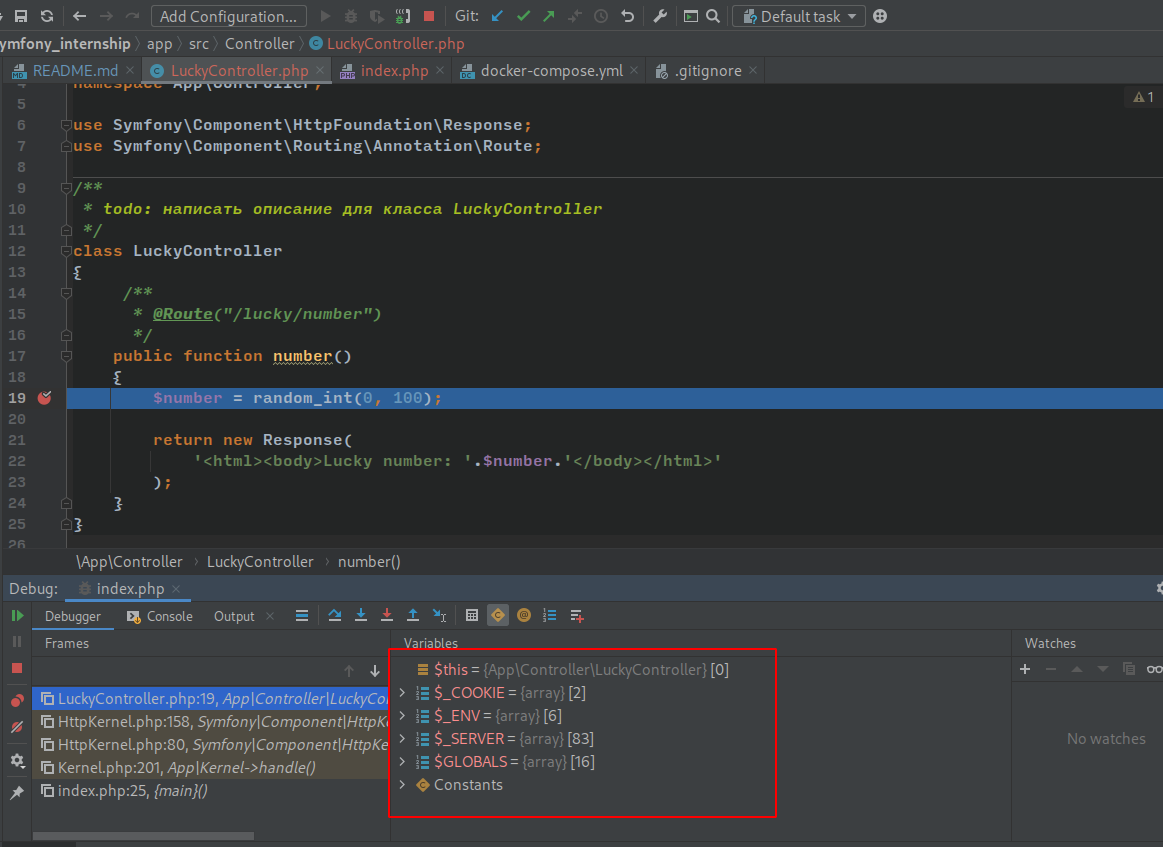 Add Configuration... Git: Default task
ymfony_internship app src Controller LuckyController.php
README.md LuckyController.php index.php docker-compose.yml .gitignore
4 namespace App\Controller;
5 1
6 use Symfony\Component\HttpFoundation\Response;
7 use Symfony\Component\Routing\Annotation\Route;
8
9 /**
10 * todo: написать описание для класса LuckyController
11 */
12 class LuckyController
13 {
14 /**
15 * @Route("/lucky/number")
16 */
17 public function number()
18 {
19 $number = random_int(0, 100);
20
21 return new Response(
22 '<html><body>Lucky number: '.$number.'</body></html>'
23 );
24 }
25 }
26
\App\Controller LuckyController number()
Debug: index.php
Debugger Console Output
Frames Variables Watches
$this = {App\Controller\LuckyController} [0]
LuckyController.php:19, App|Controller|LuckyCo $_COOKIE = {array} [2]
HttpKernel.php:158, Symfony|Component|HttpKe $_ENV = {array} [6]
HttpKernel.php:80, Symfony|Component|HttpKe $_SERVER = {array} [83] No watches
Kernel.php:201, App|Kernel->handle() $_GLOBALS = {array} [16]
index.php:25, {main}() Constants